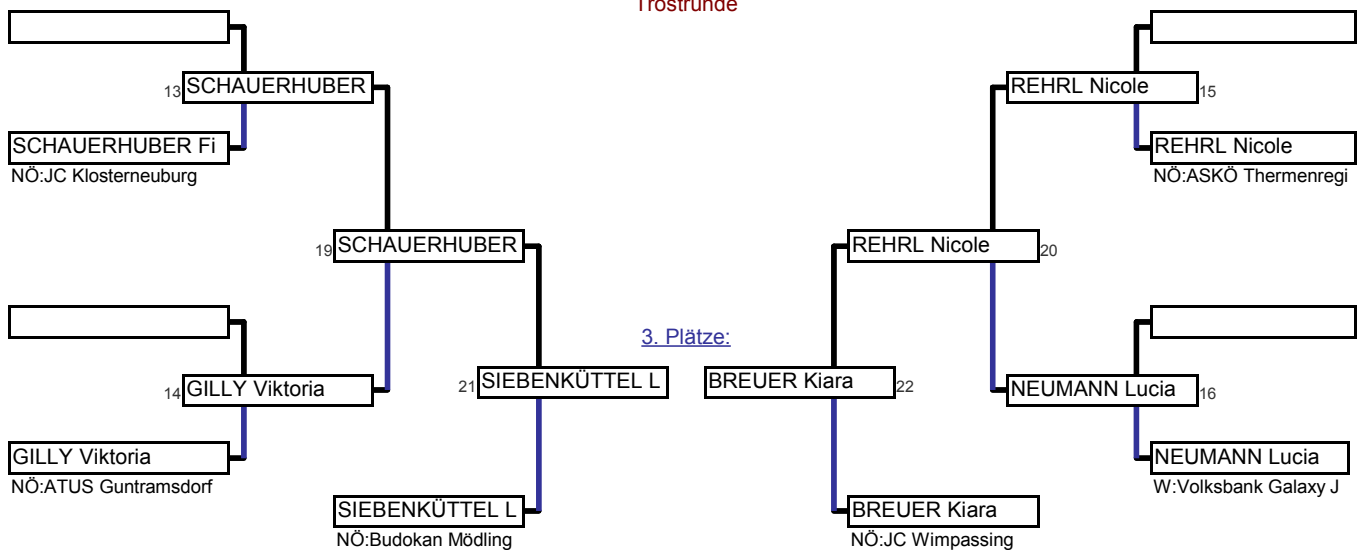 Trostrunde
13 SCHAUERHUBER
REHRL Nicole 15
SCHAUERHUBER Fi
REHRL Nicole
NÖ:JC Klosterneuburg
NÖ:ASKÖ Thermenregi
19 SCHAUERHUBER
REHRL Nicole 20
3. Plätze:
14 GILLY Viktoria
21 SIEBENKÜTTEL L
BREUER Kiara 22
NEUMANN Lucia 16
GILLY Viktoria
NEUMANN Lucia
NÖ:ATUS Guntramsdorf
W:Volksbank Galaxy J
SIEBENKÜTTEL L
BREUER Kiara
NÖ:Budokan Mödling
NÖ:JC Wimpassing